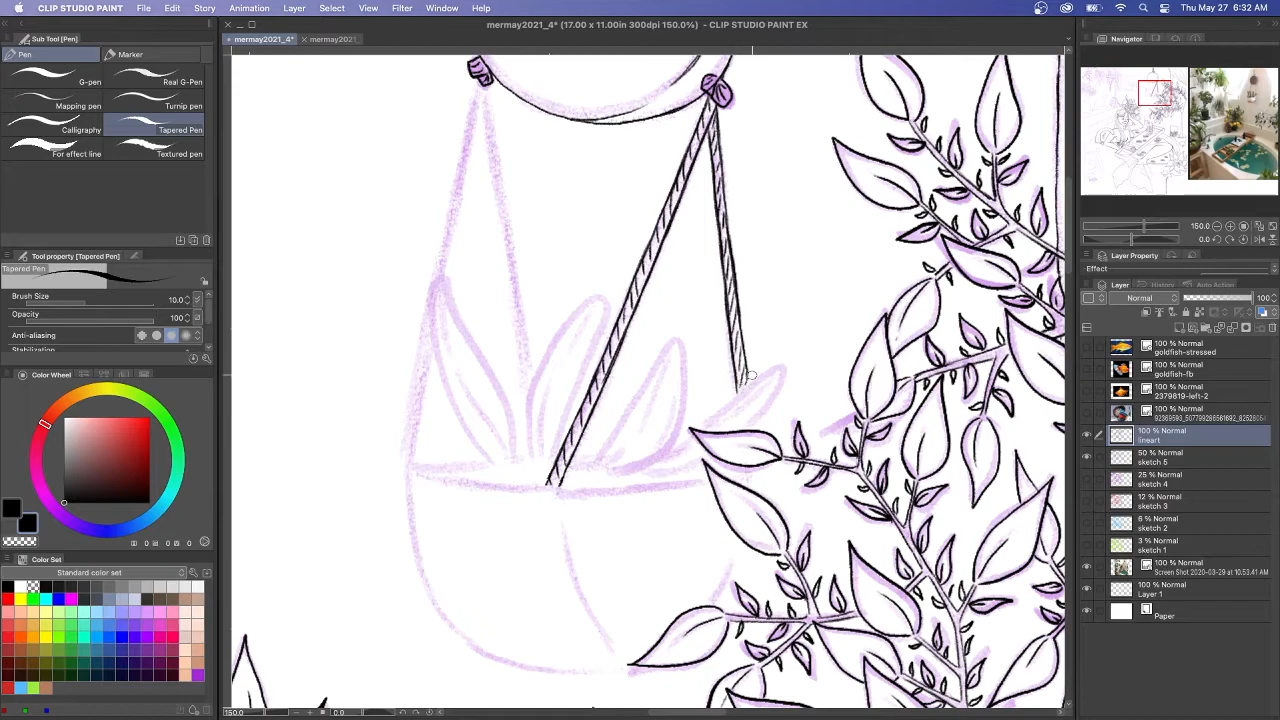 CLIP STUDIO PAINT File Edit Story Animation Layer Select View Filter Window Help Thu May 27 6:32 AM
mermay2021_4* (17.00 x 11.00in 300dpi 150.0%) - CLIP STUDIO PAINT EX
Sub Tool [Pen]
mermay2021_4* mermay2021
Navigator
Pen Marker
G-pen Real G-Pen
Mapping pen Turnip pen
Calligraphy Tapered Pen
For effect line Textured pen
150.0
0.0
Tool property [Tapered Pen]
Tapered Pen
Brush Size 10.0
Opacity 100
Anti-aliasing
Stabilization
Layer Property
Effect
Layer History Auto Action
Normal 100
100 % Normal
goldfish-stressed
100 % Normal
goldfish-fb
100 % Normal
2379819-left-2
100 % Normal
100 % Normal
lineart
50 % Normal
sketch 5
25 % Normal
sketch 4
12 % Normal
sketch 3
6 % Normal
sketch 2
3 % Normal
sketch 1
100 % Normal
Screen Shot 2020-03-29 at 10.53.41 AM
100 % Normal
Layer 1
Paper
Color Wheel
0 0 0
Color Set
Standard color set
150.0 0.0